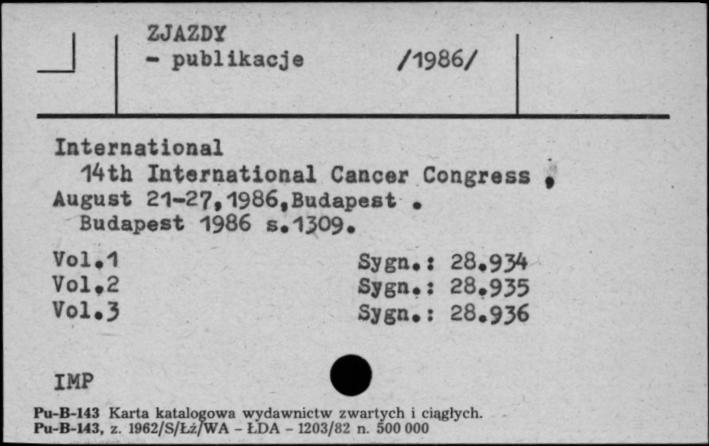 ZJAZDY
- publikacje /1986/
International
14th International Cancer Congress ,
August 21-27,1986,Budapest .
Budapest 1986 s.1309.
Vol.1 Sygn.: 28.934
Vol.2 Sygn.: 28.935
Vol.3 Sygn.: 28.936
IMP
Pu-B-143 Karta katalogowa wydawnictw zwartych i ciągłych.
Pu-B-143, z. 1962/S/Łż/WA - ŁDA - 1203/82 n. 500 000